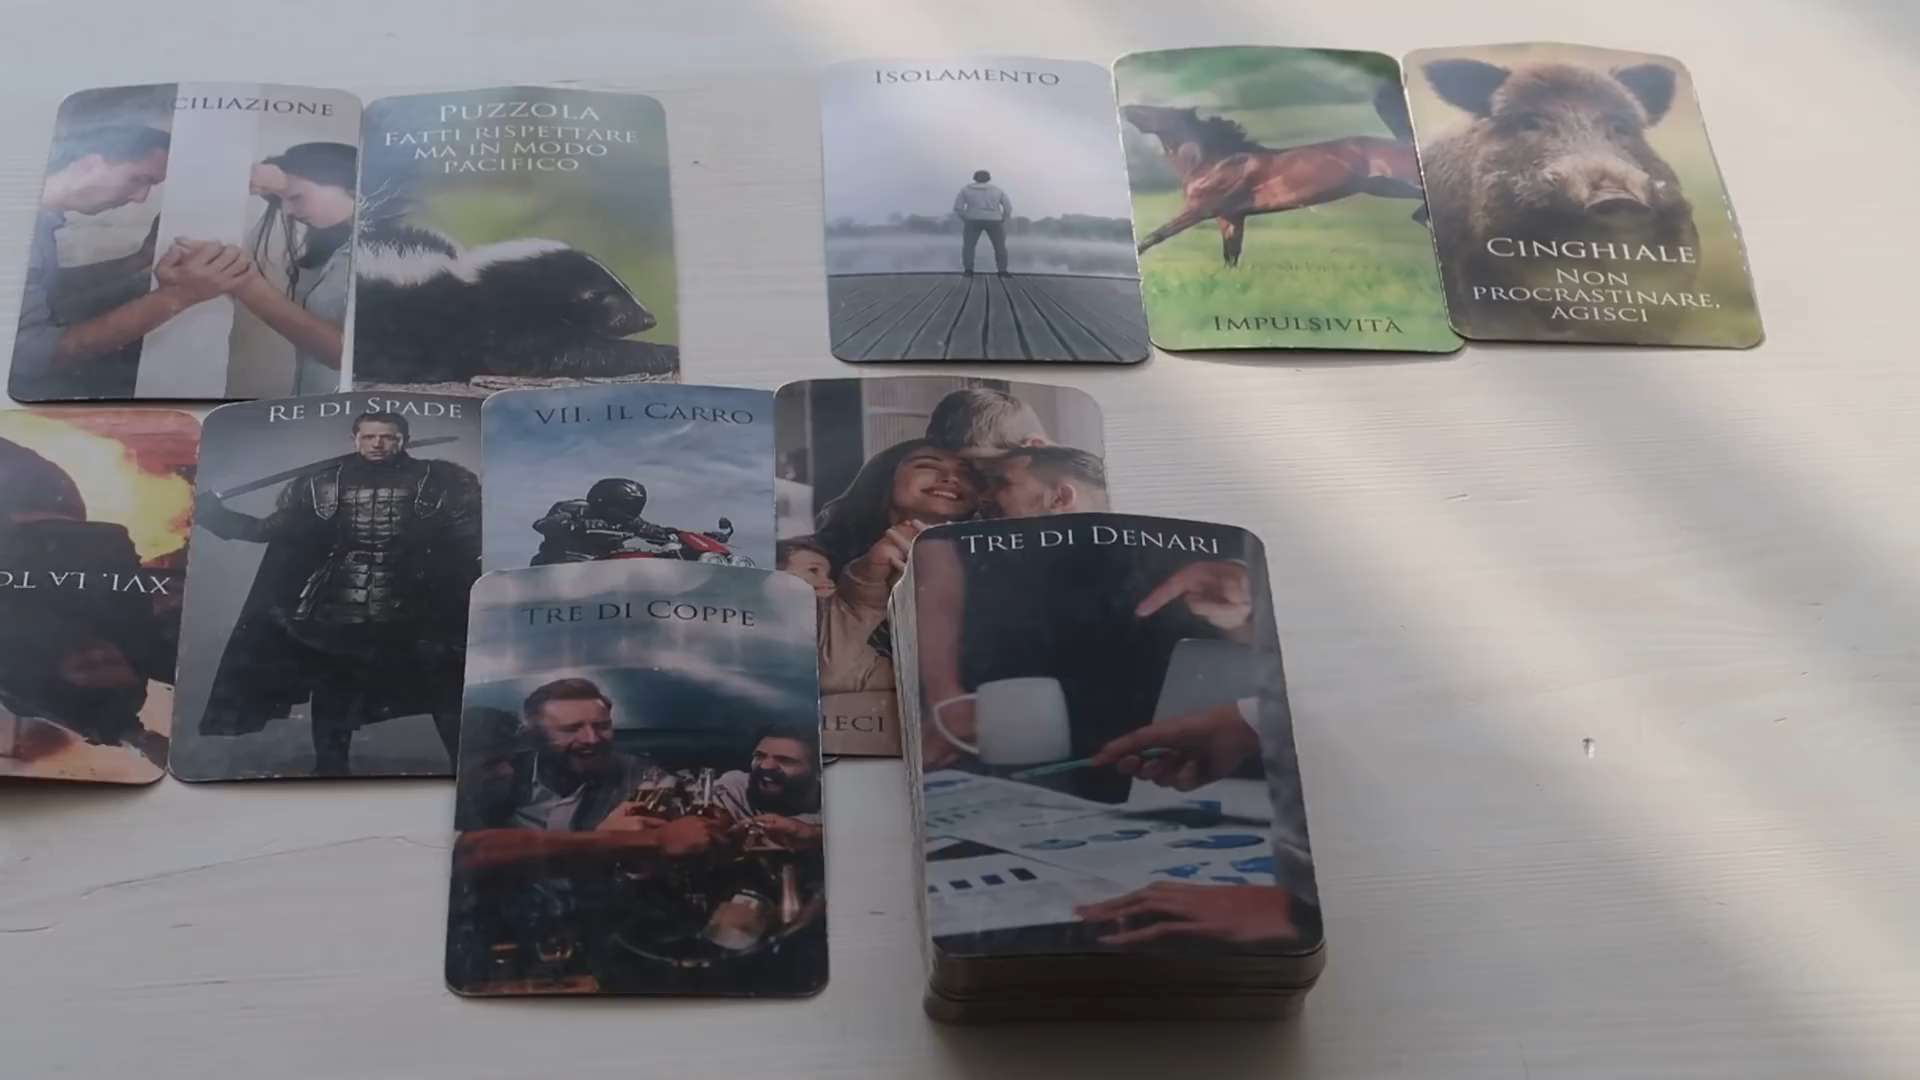 CILIAZIONE
PUZZOLA
FATTI RISPETTARE
MA IN MODO
PACIFICO
ISOLAMENTO
IMPULSIVITÀ
CINGHIALE
NON
PROCRASTINARE,
AGISCI
XVI. LA TO
RE DI SPADE
VII. IL CARRO
IECI
TRE DI COPPE
TRE DI DENARI